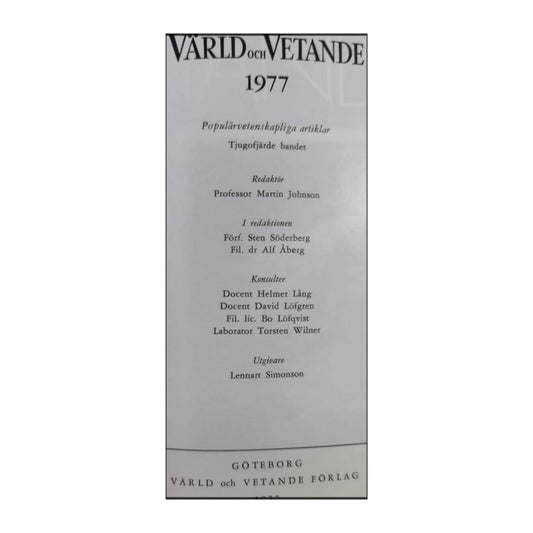 VÄRLD OCH VETANDE
1977
Populärvetenskapliga artiklar
Tjugofjärde bandet
Redaktör
Professor Martin Johnson
I redaktionen
Förf. Sten Söderberg
Fil. dr Alf Åberg
Konsulter
Docent Helmer Lång
Docent David Löfgren
Fil. lic. Bo Löfqvist
Laborator Torsten Wilner
Utgivare
Lennart Simonson
GÖTEBORG
VÄRLD och VETANDE FÖRLAG